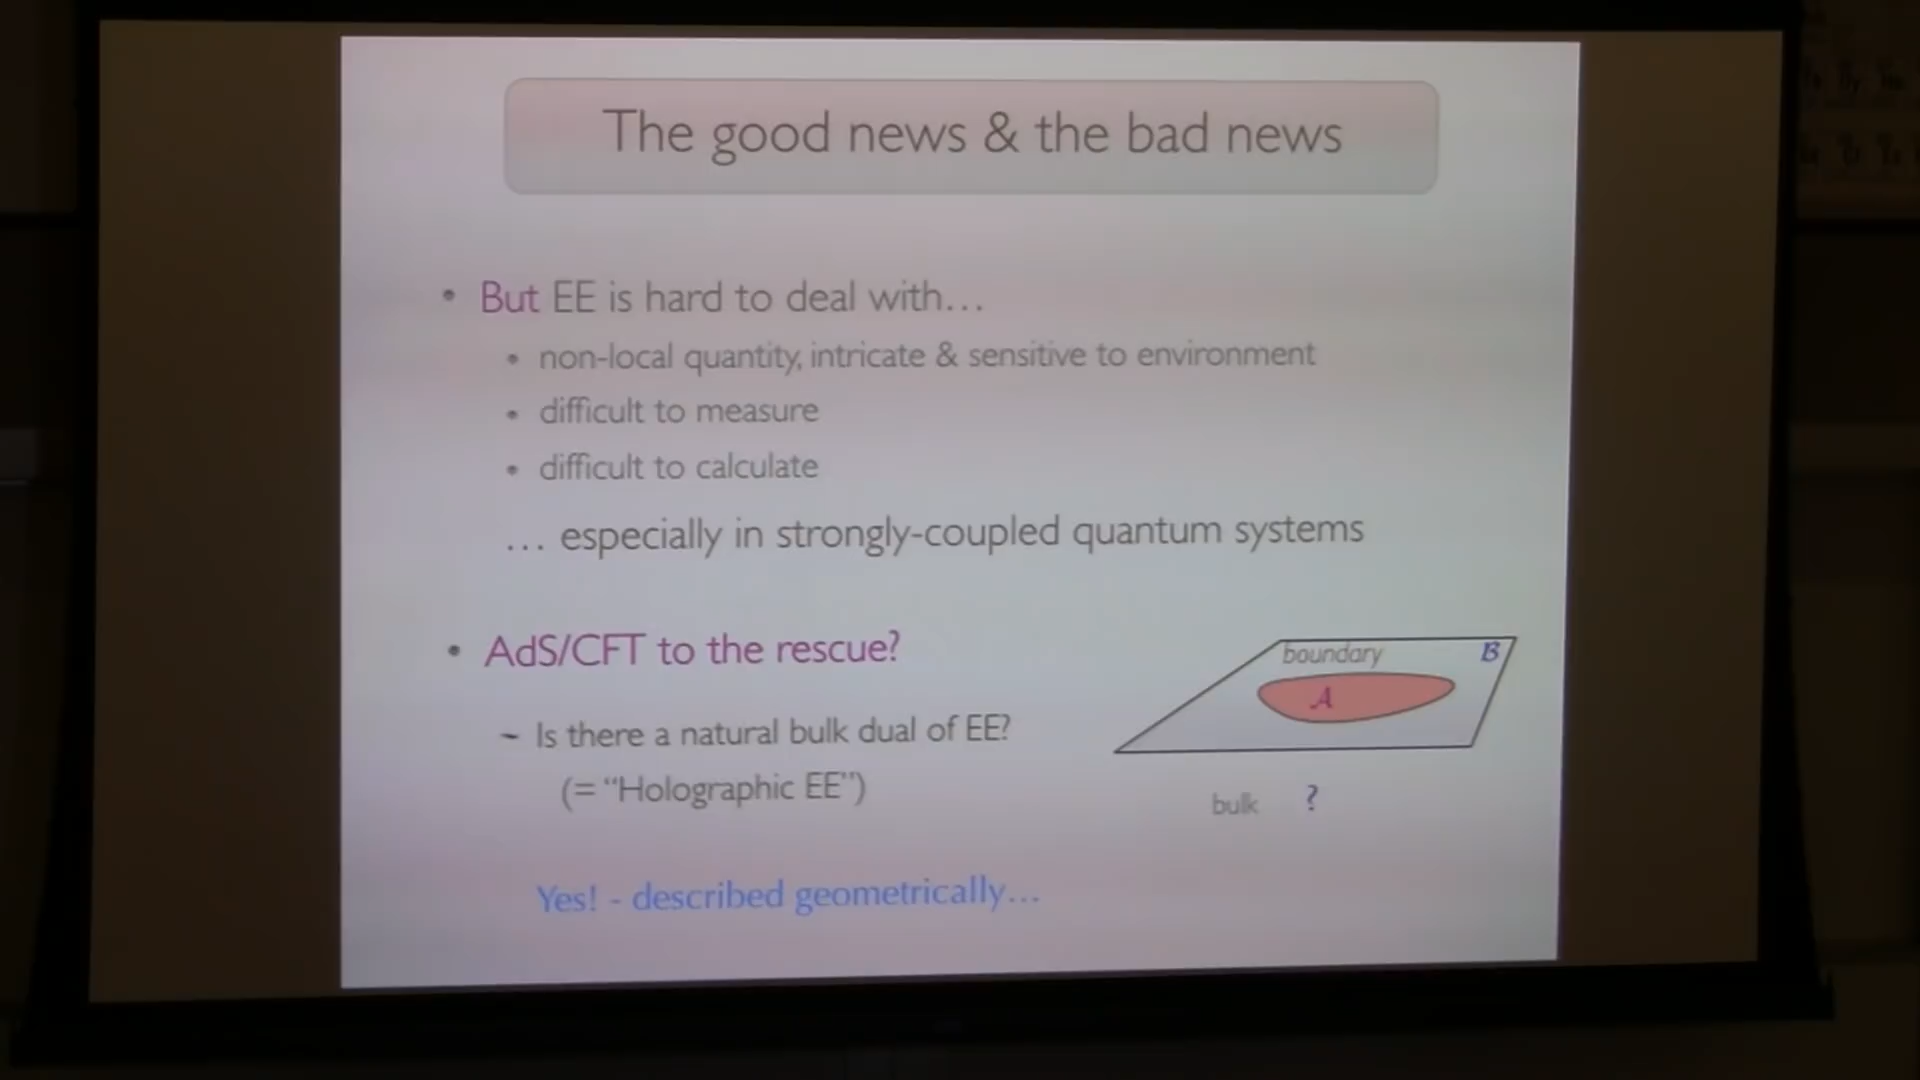 The good news & the bad news
• But EE is hard to deal with...
• non-local quantity, intricate & sensitive to environment
• difficult to measure
• difficult to calculate
... especially in strongly-coupled quantum systems
• AdS/CFT to the rescue?
boundary B
A
~ Is there a natural bulk dual of EE?
(= “Holographic EE”)
bulk ?
Yes! - described geometrically...